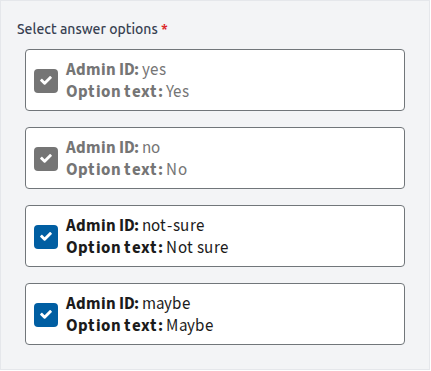 Select answer options *
Admin ID: yes
Option text: Yes
Admin ID: no
Option text: No
Admin ID: not-sure
Option text: Not sure
Admin ID: maybe
Option text: Maybe